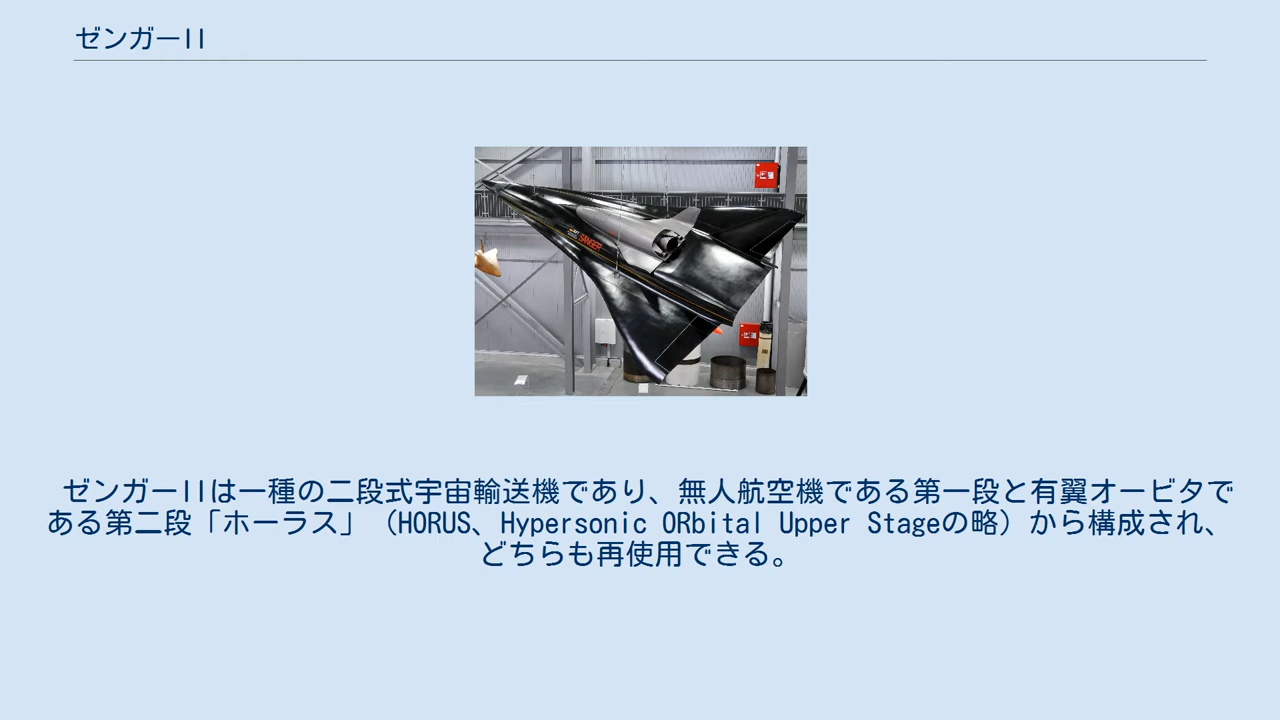 ゼンガーII
SÄNGER
ゼンガーIIは一種の二段式宇宙輸送機であり、無人航空機である第一段と有翼オービタで
ある第二段「ホーラス」（HORUS、Hypersonic ORbital Upper Stageの略）から構成され、
どちらも再使用できる。